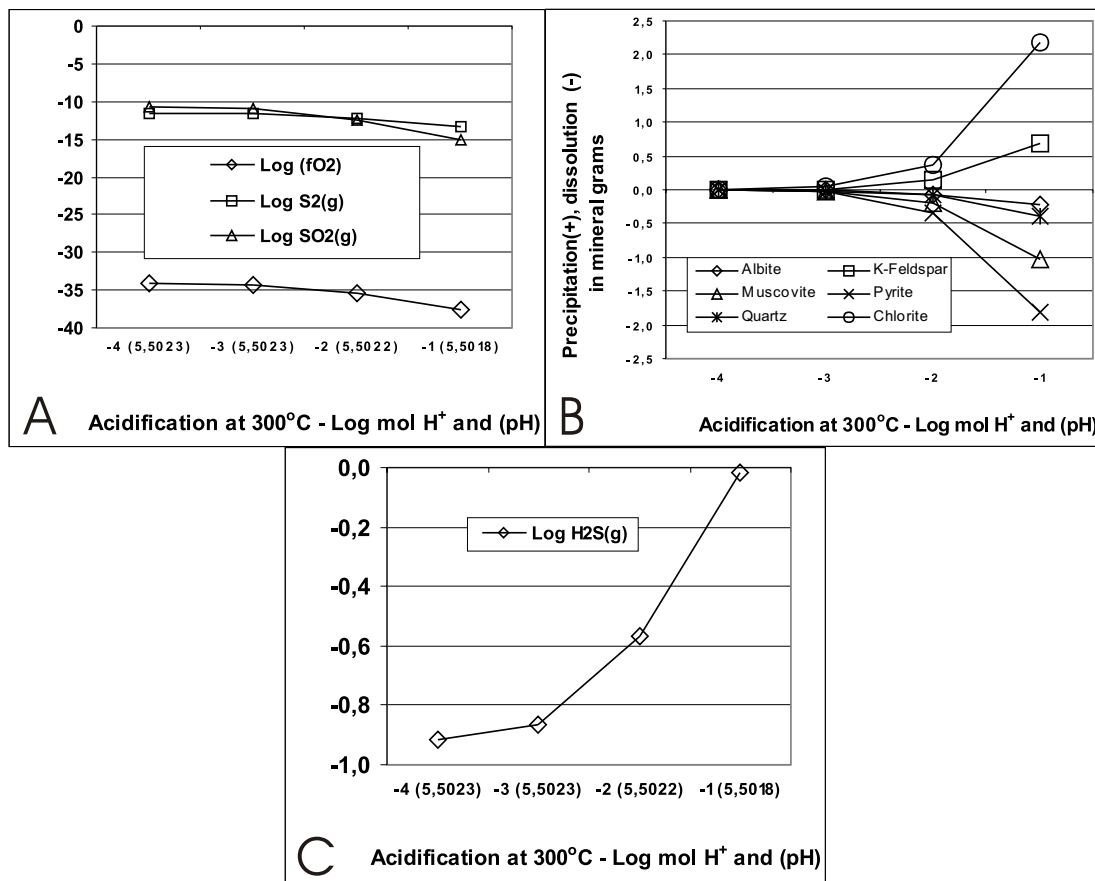 0
-5
-10
-15
-20
-25
-30
-35
-40
Log (fO2)
Log S2(g)
Log SO2(g)
-4 (5,5023) -3 (5,5023) -2 (5,5022) -1 (5,5018)
A
Acidification at 300°C - Log mol H⁺ and (pH)
Precipitation(+), dissolution (-)
in mineral grams
2,5
2,0
1,5
1,0
0,5
0,0
-0,5
-1,0
-1,5
-2,0
-2,5
Albite K-Feldspar
Muscovite Pyrite
Quartz Chlorite
-4 -3 -2 -1
B
Acidification at 300°C - Log mol H⁺ and (pH)
0,0
-0,2
-0,4
-0,6
-0,8
-1,0
Log H2S(g)
-4 (5,5023) -3 (5,5023) -2 (5,5022) -1 (5,5018)
C
Acidification at 300°C - Log mol H⁺ and (pH)